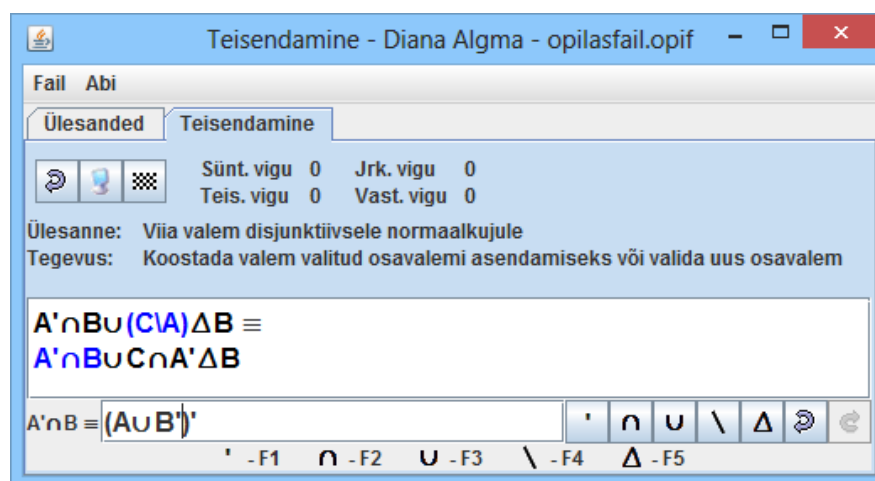 Teisendamine - Diana Algma - opilasfail.opif
Fail Abi
Ülesanded Teisendamine
Sünt. vigu 0 Jrk. vigu 0
Teis. vigu 0 Vast. vigu 0
Ülesanne: Viia valem disjunktiivsele normaalkujule
Tegevus: Koostada valem valitud osavalemi asendamiseks või valida uus osavalem
A'∩B∪(C\A)∆B ≡
A'∩B∪C∩A'∆B
A'∩B ≡ (A∪B')' ' ∩ ∪ \ ∆
' - F1 ∩ - F2 ∪ - F3 \ - F4 ∆ - F5